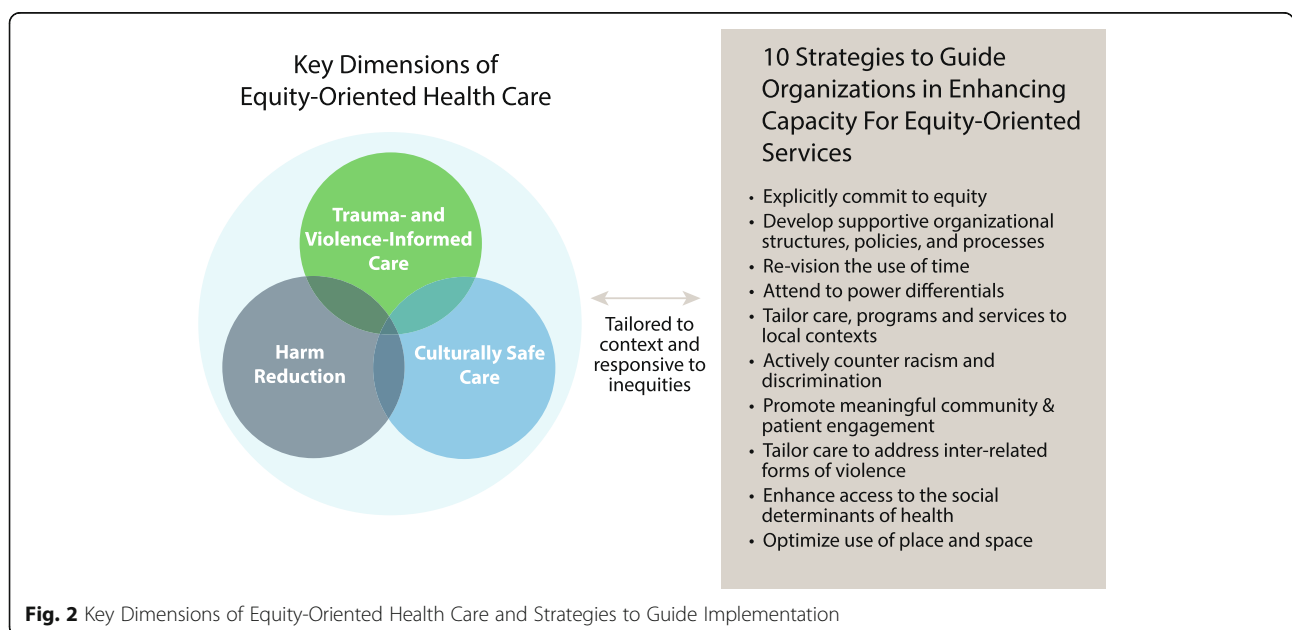 Key Dimensions of
Equity-Oriented Health Care
Trauma- and
Violence-Informed
Care
Harm
Reduction
Culturally Safe
Care
Tailored to
context and
responsive to
inequities
10 Strategies to Guide
Organizations in Enhancing
Capacity For Equity-Oriented
Services
• Explicitly commit to equity
• Develop supportive organizational
structures, policies, and processes
• Re-vision the use of time
• Attend to power differentials
• Tailor care, programs and services to
local contexts
• Actively counter racism and
discrimination
• Promote meaningful community &
patient engagement
• Tailor care to address inter-related
forms of violence
• Enhance access to the social
determinants of health
• Optimize use of place and space
Fig. 2 Key Dimensions of Equity-Oriented Health Care and Strategies to Guide Implementation